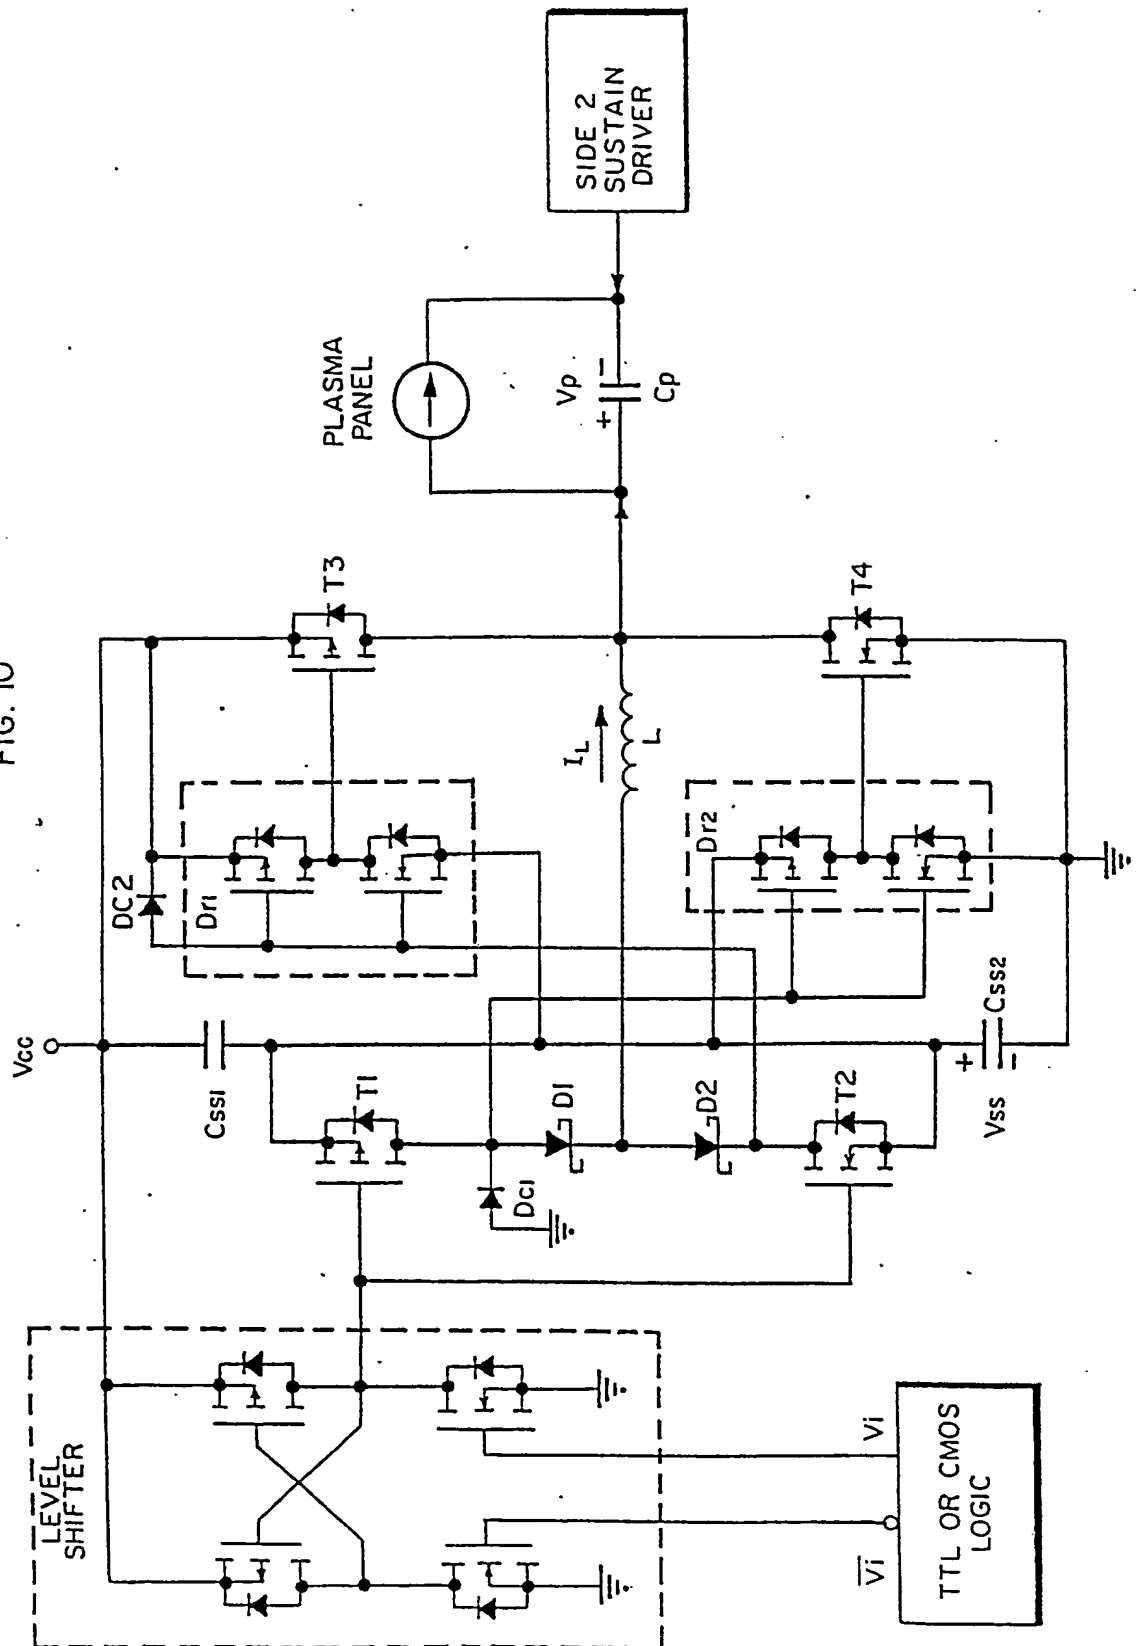 FIG. 10
Vcc
LEVEL
SHIFTER
Css1
T1
DC2
Dr1
T3
PLASMA
PANEL
SIDE 2
SUSTAIN
DRIVER
Dc1
D1
D2
IL
L
Vp
+
−
Cp
T2
Vss
+
−
Css2
Dr2
T4
V̅i̅
Vi
TTL OR CMOS
LOGIC